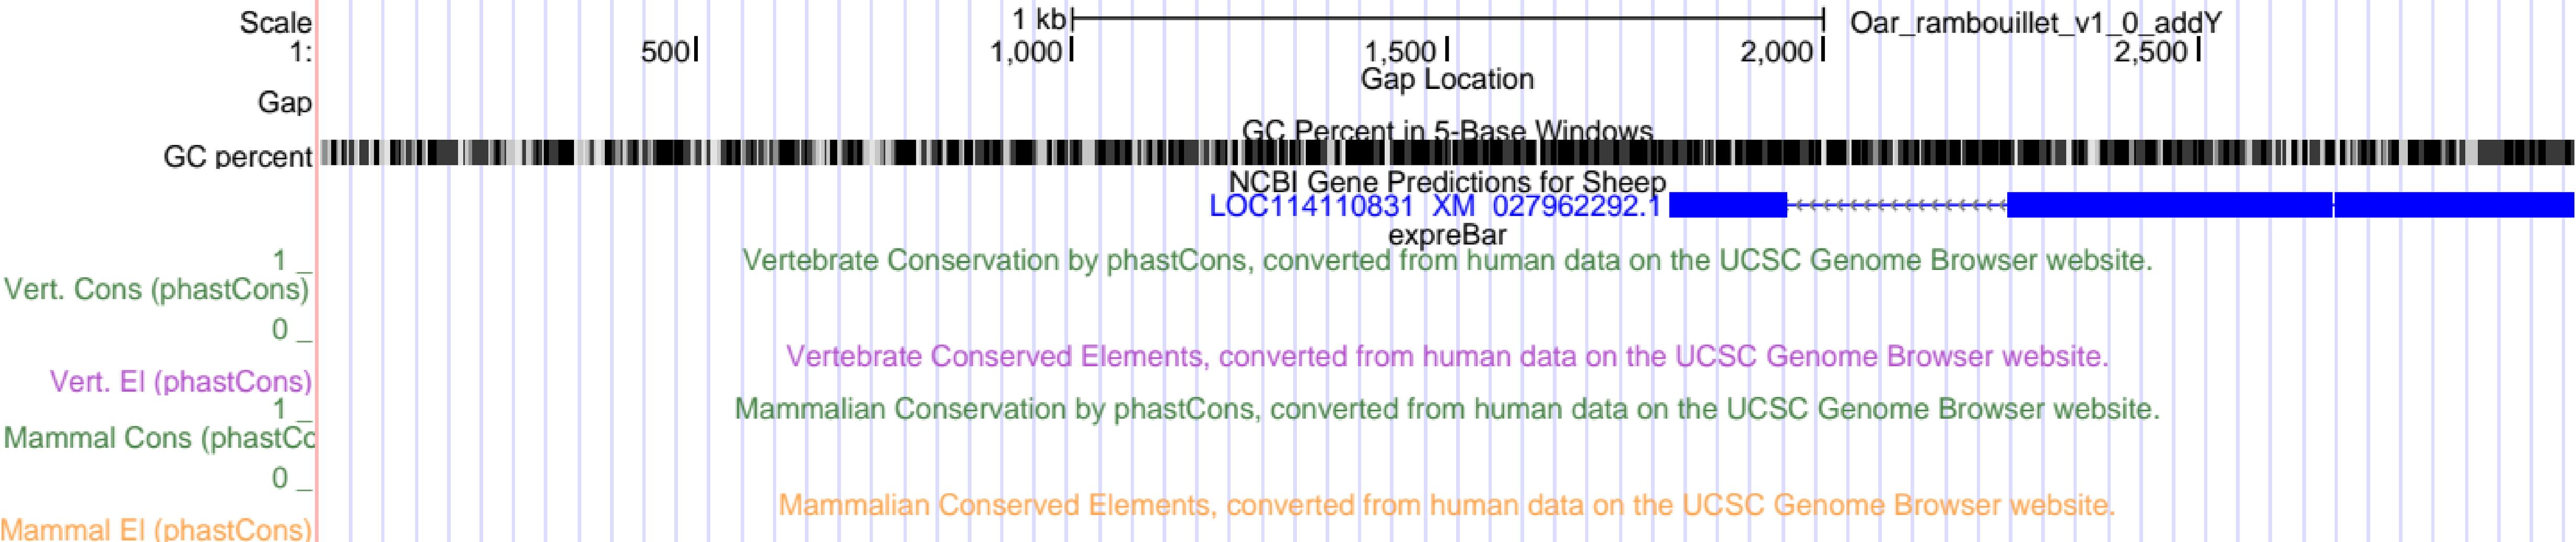 Scale 1 kb Oar_rambouillet_v1_0_addY
1: 500 1,000 1,500 2,000 2,500
Gap Location
Gap
GC Percent in 5-Base Windows
GC percent
NCBI Gene Predictions for Sheep
LOC114110831 XM_027962292.1
expreBar
Vertebrate Conservation by phastCons, converted from human data on the UCSC Genome Browser website.
1 _
Vert. Cons (phastCons)
0 _
Vertebrate Conserved Elements, converted from human data on the UCSC Genome Browser website.
Vert. El (phastCons)
Mammalian Conservation by phastCons, converted from human data on the UCSC Genome Browser website.
1 _
Mammal Cons (phastCc
0 _
Mammalian Conserved Elements, converted from human data on the UCSC Genome Browser website.
Mammal El (phastCons)